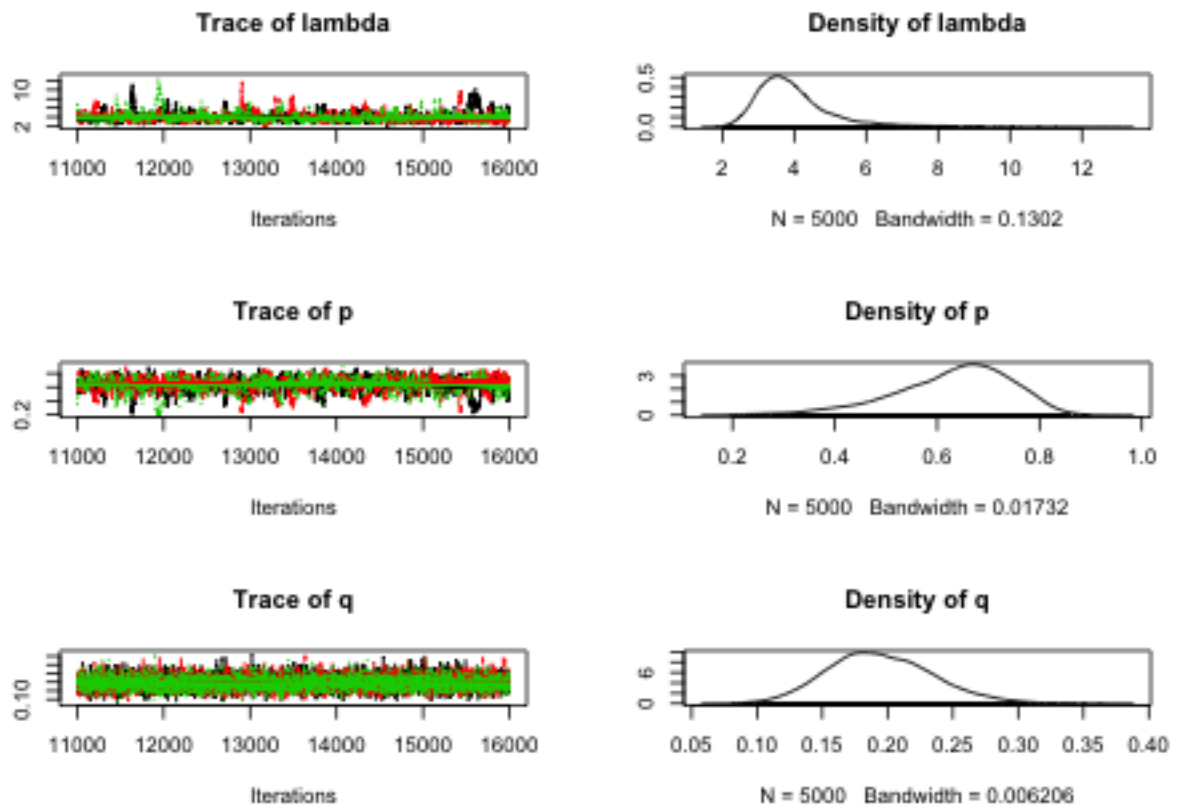 Trace of lambda
Density of lambda
10
2
11000 12000 13000 14000 15000 16000
Iterations
0.5
0.0
2 4 6 8 10 12
N = 5000 Bandwidth = 0.1302
Trace of p
Density of p
0.2
11000 12000 13000 14000 15000 16000
Iterations
3
0
0.2 0.4 0.6 0.8 1.0
N = 5000 Bandwidth = 0.01732
Trace of q
Density of q
0.10
11000 12000 13000 14000 15000 16000
Iterations
6
0
0.05 0.10 0.15 0.20 0.25 0.30 0.35 0.40
N = 5000 Bandwidth = 0.006206